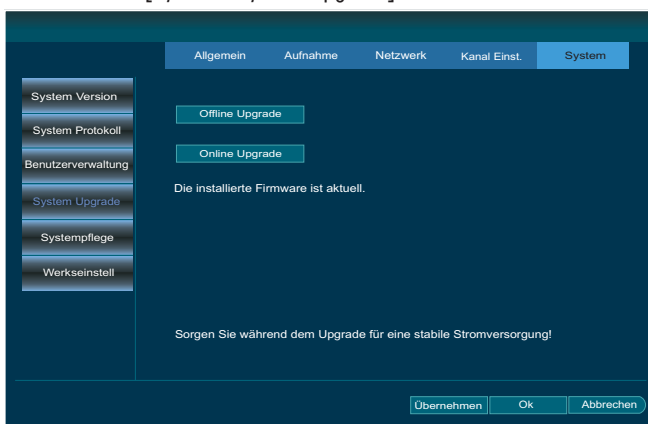 Allgemein Aufnahme Netzwerk Kanal Einst. System
System Version
System Protokoll
Benutzerverwaltung
System Upgrade
Systempflege
Werkseinstell
Offline Upgrade
Online Upgrade
Die installierte Firmware ist aktuell.
Sorgen Sie während dem Upgrade für eine stabile Stromversorgung!
Übernehmen Ok Abbrechen